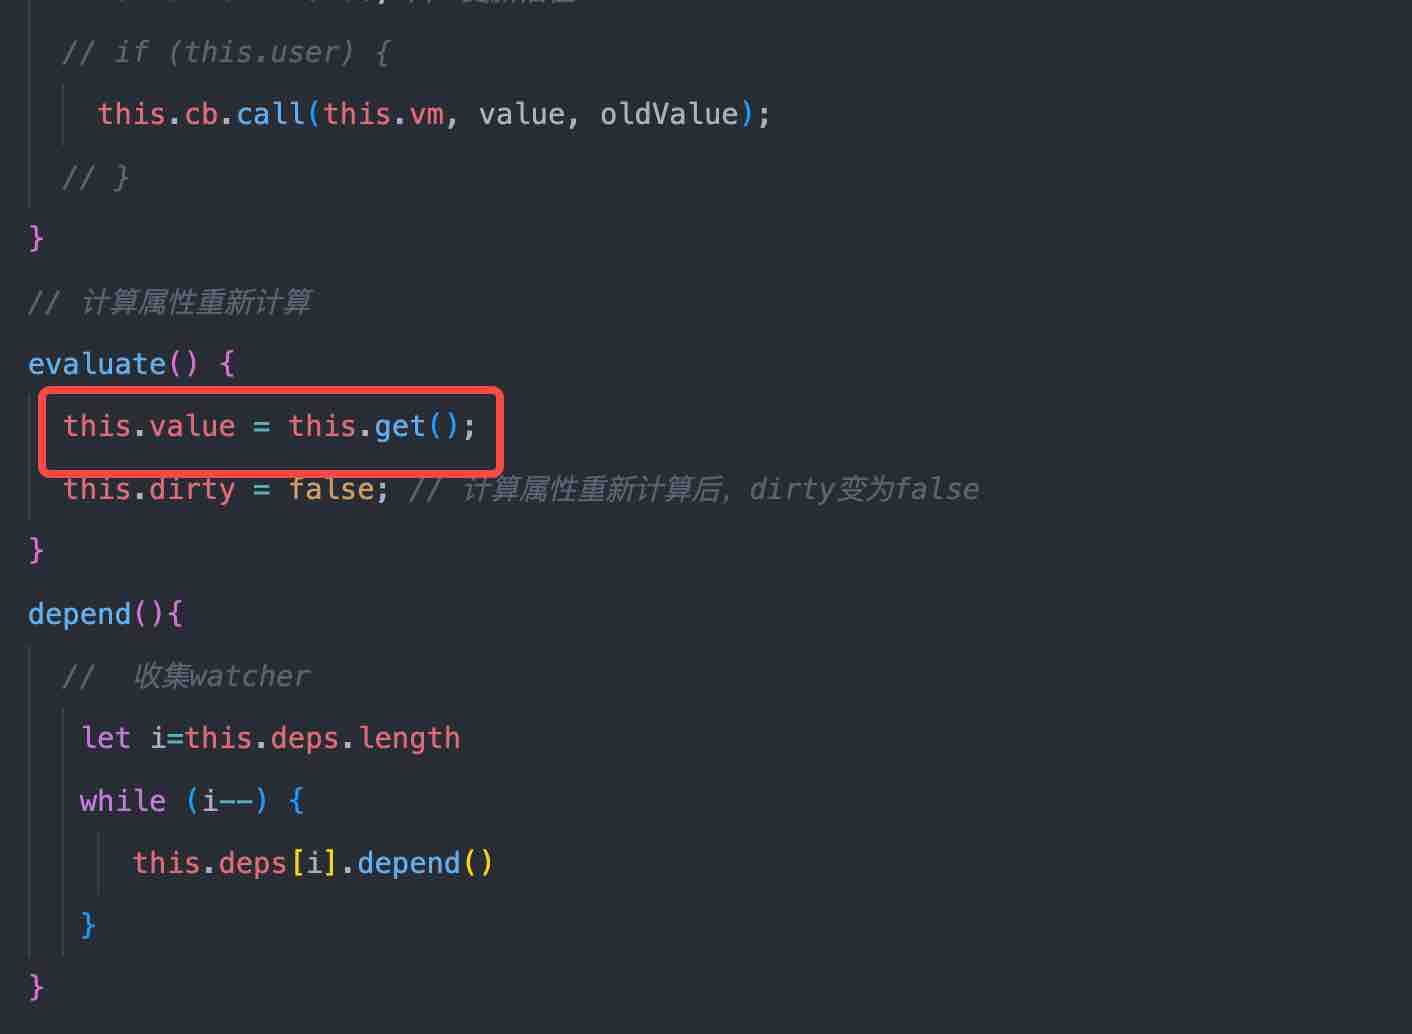 // if (this.user) {
this.cb.call(this.vm, value, oldValue);
// }
}
// 计算属性重新计算
evaluate() {
this.value = this.get();
this.dirty = false; // 计算属性重新计算后，dirty变为false
}
depend(){
//  收集watcher
let i=this.deps.length
while (i--) {
this.deps[i].depend()
}
}